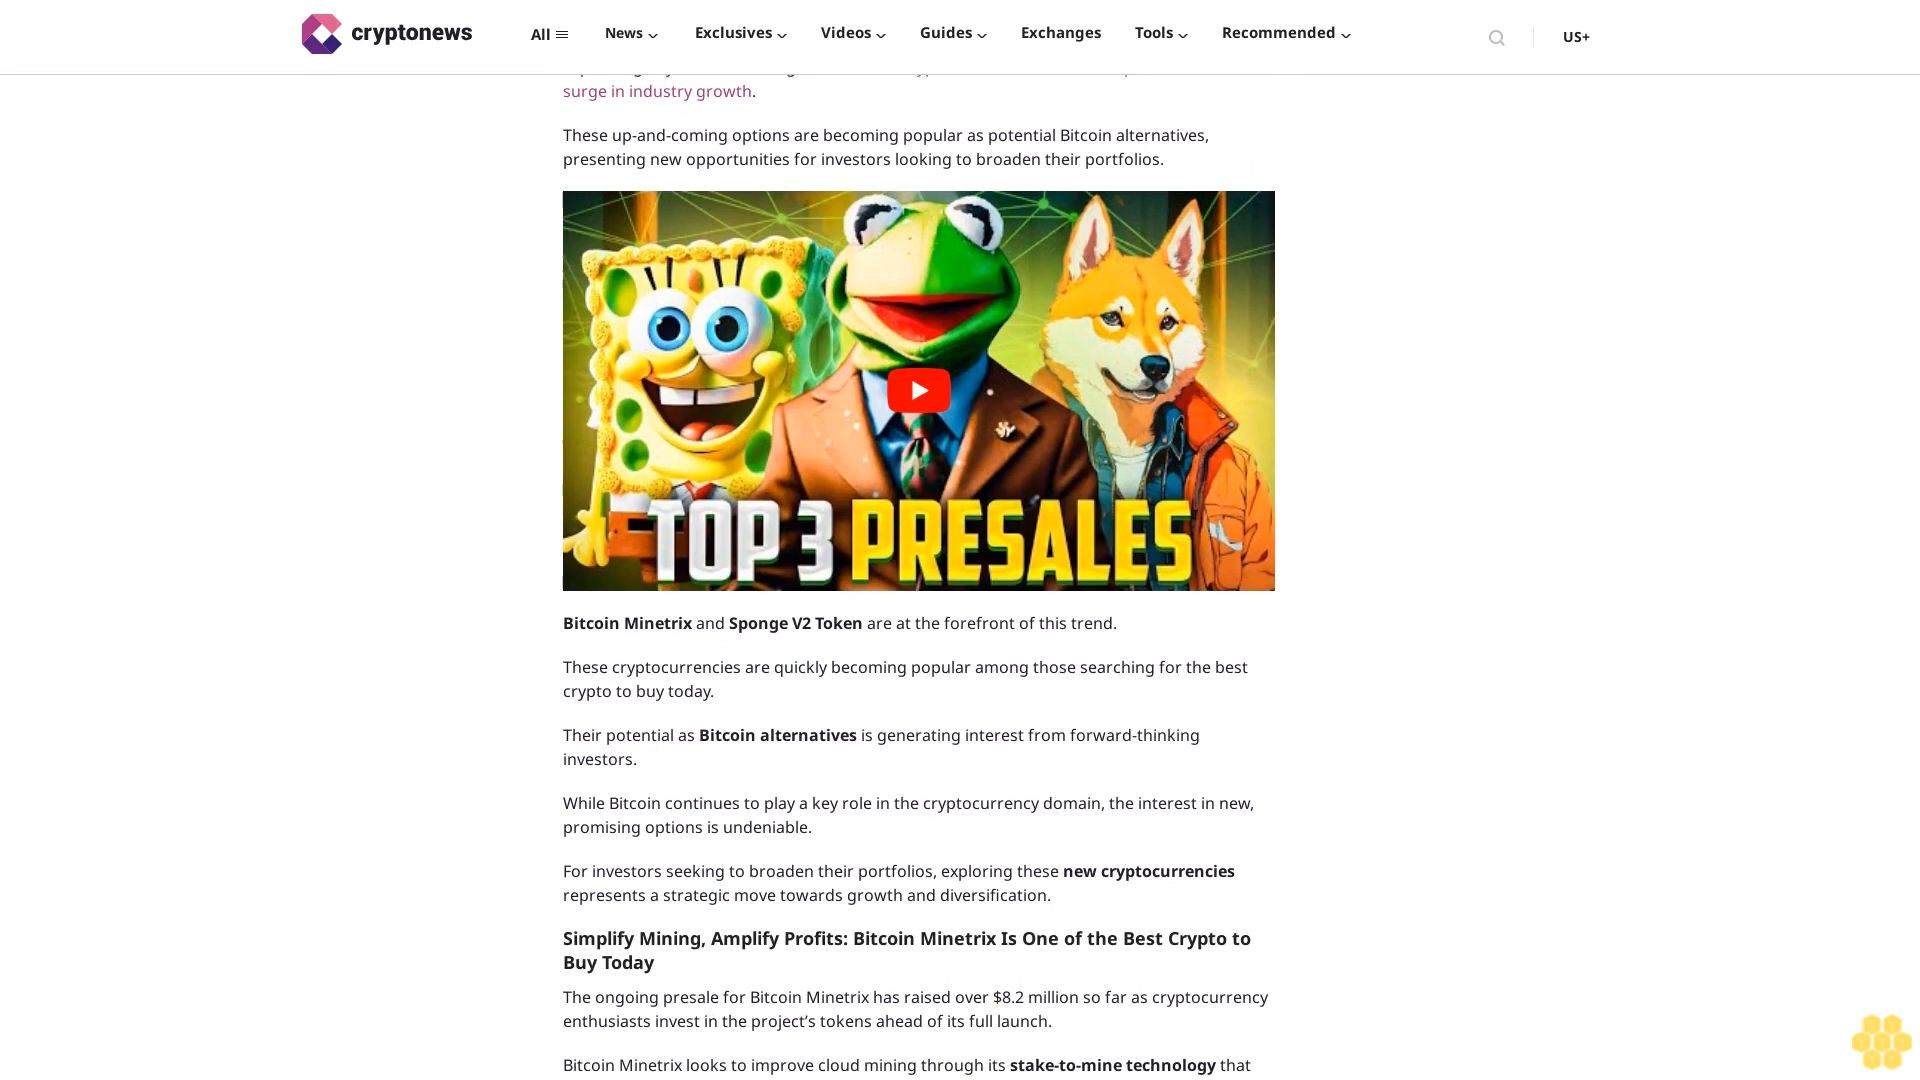 cryptonews
All
News
Exclusives
Videos
Guides
Exchanges
Tools
Recommended
US+
surge in industry growth.
These up-and-coming options are becoming popular as potential Bitcoin alternatives,
presenting new opportunities for investors looking to broaden their portfolios.
TOP 3 PRESALES
Bitcoin Minetrix and Sponge V2 Token are at the forefront of this trend.
These cryptocurrencies are quickly becoming popular among those searching for the best
crypto to buy today.
Their potential as Bitcoin alternatives is generating interest from forward-thinking
investors.
While Bitcoin continues to play a key role in the cryptocurrency domain, the interest in new,
promising options is undeniable.
For investors seeking to broaden their portfolios, exploring these new cryptocurrencies
represents a strategic move towards growth and diversification.
Simplify Mining, Amplify Profits: Bitcoin Minetrix Is One of the Best Crypto to
Buy Today
The ongoing presale for Bitcoin Minetrix has raised over $8.2 million so far as cryptocurrency
enthusiasts invest in the project’s tokens ahead of its full launch.
Bitcoin Minetrix looks to improve cloud mining through its stake-to-mine technology that